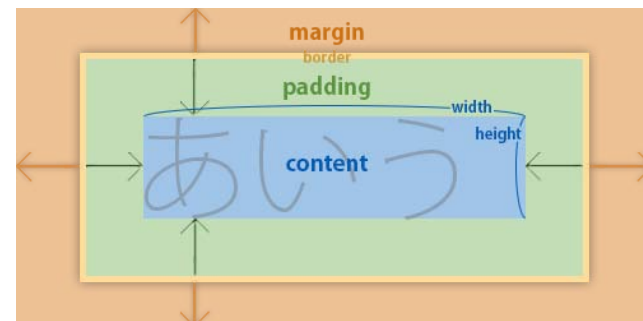 margin
border
padding
width
height
content
あいう